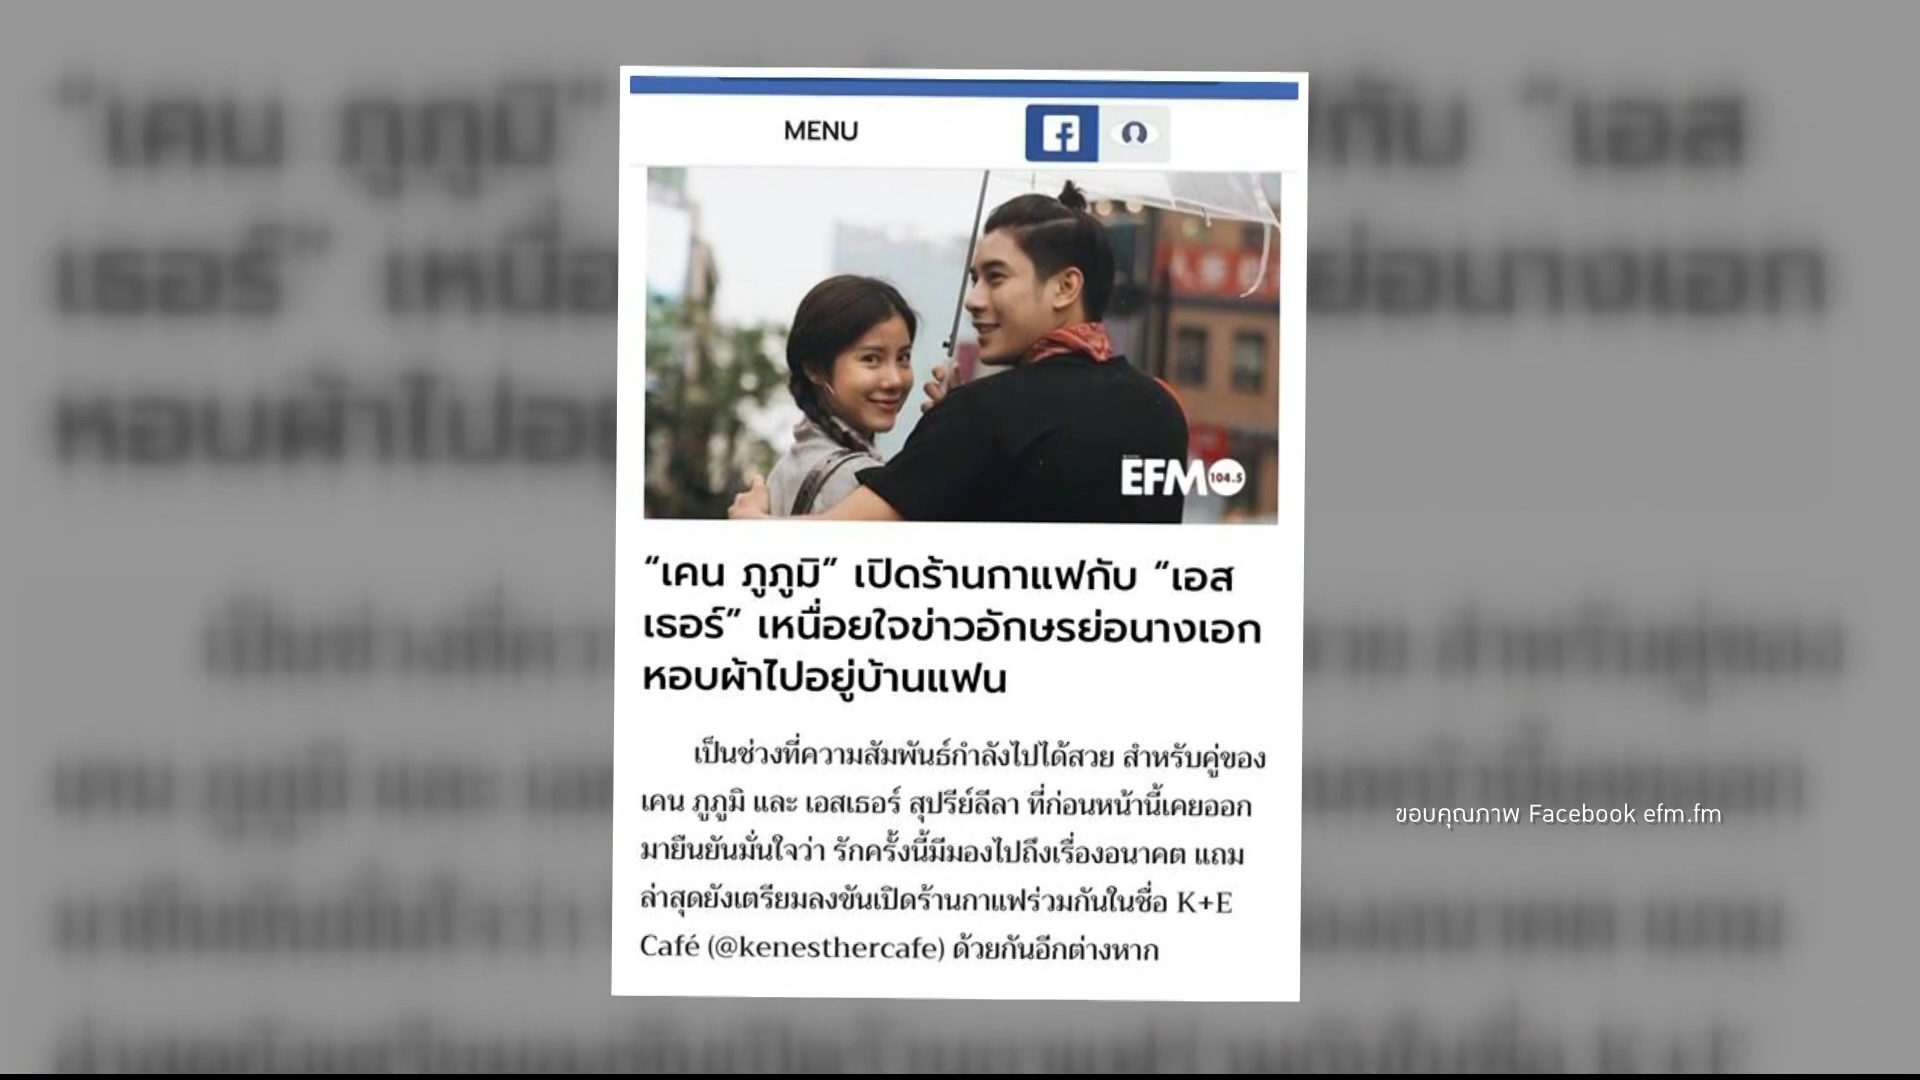 MENU
EFM 104.5
“เคน ภูภูมิ” เปิดร้านกาแฟกับ “เอส
เธอร์” เหนื่อยใจข่าวอักษรย่อนางเอก
หอบผ้าไปอยู่บ้านแฟน
เป็นช่วงที่ความสัมพันธ์กำลังไปได้สวย สำหรับคู่ของ
เคน ภูภูมิ และ เอสเธอร์ สุปรีย์ลีลา ที่ก่อนหน้านี้เคยออก
มายืนยันมั่นใจว่า รักครั้งนี้มีมองไปถึงเรื่องอนาคต แถม
ล่าสุดยังเตรียมลงขันเปิดร้านกาแฟร่วมกันในชื่อ K+E
Café (@kenesthercafe) ด้วยกันอีกต่างหาก
ขอบคุณภาพ Facebook efm.fm